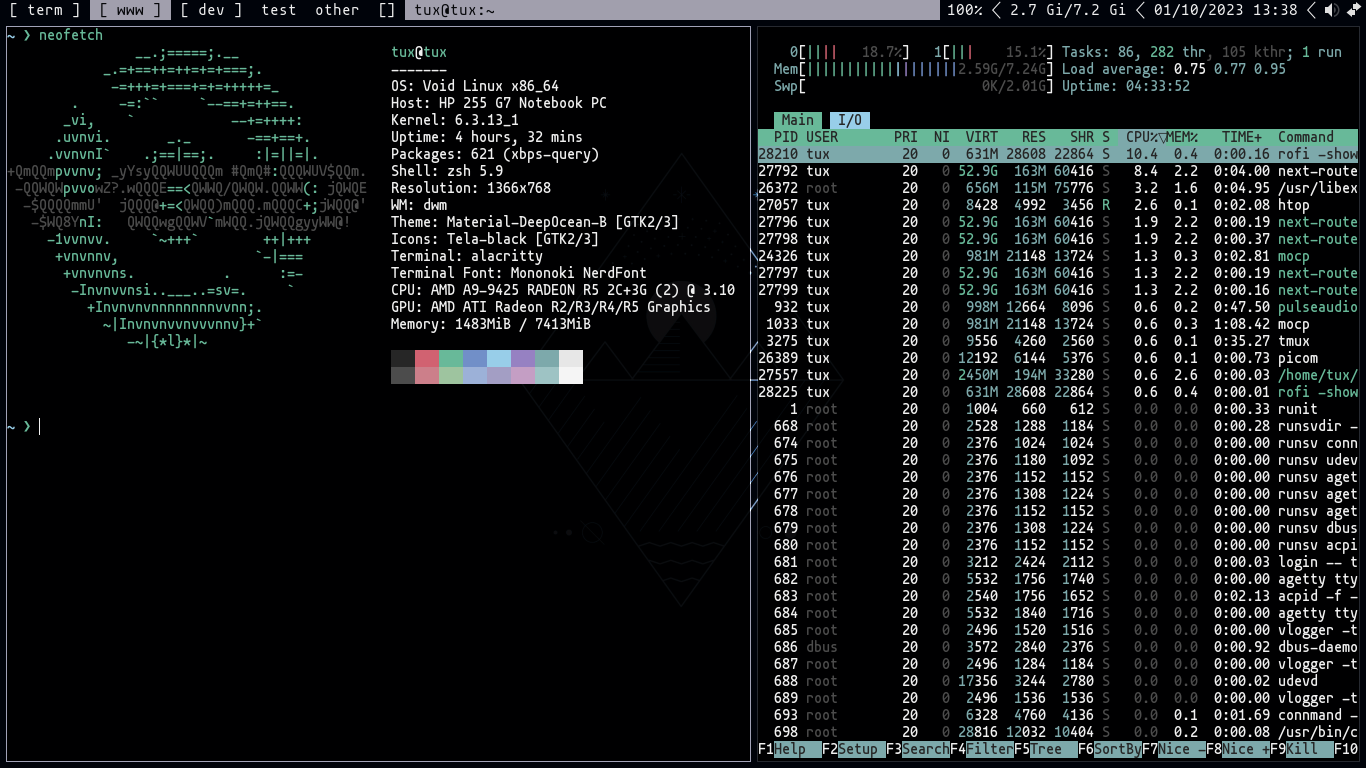 [ term ] [ www ] [ dev ] test other [] tux@tux:~ 100% 2.7 Gi/7.2 Gi 01/10/2023 13:38
~ ❯ neofetch
__.;=====;.__
_.=+==++=++=+=+===;.
-=+++=+===+=+=+++++=_
. -=:`` `--==+=++==.
_vi, ` --+=++++:
.uvnvi. _._ -==+==+.
.vvnvnI` .;==|==;. :|=||=|.
+QmQQmpvvnv; _yYsyQQWUUQQQm #QmQ#:QQQWUV$QQm.
-QQWQWpvvowZ?.wQQQE==<QWWQ/QWQW.QQWW(: jQWQE
-$QQQQmmU' jQQQ@+=<QWQQ)mQQQ.mQQQC+;jWQQ@'
-$WQ8YnI: QWQQwgQQWV`mWQQ.jQWQQgyyWW@!
-1vvnvv. `~+++` ++|+++
+vnvnnv, `-|===
+vnvnvns. . :=-
-Invnvvnsi..___..=sv=. `
+Invnvnvnnnnnnnnvvnn;.
~|Invnvnvvnvvvnnv}+`
-~|{*l}*|~
tux@tux
-------
OS: Void Linux x86_64
Host: HP 255 G7 Notebook PC
Kernel: 6.3.13_1
Uptime: 4 hours, 32 mins
Packages: 621 (xbps-query)
Shell: zsh 5.9
Resolution: 1366x768
WM: dwm
Theme: Material-DeepOcean-B [GTK2/3]
Icons: Tela-black [GTK2/3]
Terminal: alacritty
Terminal Font: Mononoki NerdFont
CPU: AMD A9-9425 RADEON R5 2C+3G (2) @ 3.10
GPU: AMD ATI Radeon R2/R3/R4/R5 Graphics
Memory: 1483MiB / 7413MiB
~ ❯
0[|||| 18.7%] 1[||| 15.1%] Tasks: 86, 282 thr, 105 kthr; 1 run
Mem[|||||||||||||||||||2.59G/7.24G] Load average: 0.75 0.77 0.95
Swp[ 0K/2.01G] Uptime: 04:33:52
Main I/O
PID USER PRI NI VIRT RES SHR S CPU%▽MEM% TIME+ Command
28210 tux 20 0 631M 28608 22864 S 10.4 0.4 0:00.16 rofi -show
27792 tux 20 0 52.9G 163M 60416 S 8.4 2.2 0:04.00 next-route
26372 root 20 0 656M 115M 75776 S 3.2 1.6 0:04.95 /usr/libex
27057 tux 20 0 8428 4992 3456 R 2.6 0.1 0:02.08 htop
27796 tux 20 0 52.9G 163M 60416 S 1.9 2.2 0:00.19 next-route
27798 tux 20 0 52.9G 163M 60416 S 1.9 2.2 0:00.37 next-route
24326 tux 20 0 981M 21148 13724 S 1.3 0.3 0:02.81 mocp
27797 tux 20 0 52.9G 163M 60416 S 1.3 2.2 0:00.19 next-route
27799 tux 20 0 52.9G 163M 60416 S 1.3 2.2 0:00.16 next-route
932 tux 20 0 998M 12664 8096 S 0.6 0.2 0:47.50 pulseaudio
1033 tux 20 0 981M 21148 13724 S 0.6 0.3 1:08.42 mocp
3275 tux 20 0 9556 4260 2560 S 0.6 0.1 0:35.27 tmux
26389 tux 20 0 12192 6144 5376 S 0.6 0.1 0:00.73 picom
27557 tux 20 0 2450M 194M 33280 S 0.6 2.6 0:00.03 /home/tux/
28225 tux 20 0 631M 28608 22864 S 0.6 0.4 0:00.01 rofi -show
1 root 20 0 1004 660 612 S 0.0 0.0 0:00.33 runit
668 root 20 0 2528 1288 1184 S 0.0 0.0 0:00.28 runsvdir -
674 root 20 0 2376 1024 1024 S 0.0 0.0 0:00.00 runsv conn
675 root 20 0 2376 1180 1092 S 0.0 0.0 0:00.00 runsv udev
676 root 20 0 2376 1152 1152 S 0.0 0.0 0:00.00 runsv aget
677 root 20 0 2376 1308 1224 S 0.0 0.0 0:00.00 runsv aget
678 root 20 0 2376 1152 1152 S 0.0 0.0 0:00.00 runsv aget
679 root 20 0 2376 1308 1224 S 0.0 0.0 0:00.00 runsv dbus
680 root 20 0 2376 1152 1152 S 0.0 0.0 0:00.00 runsv acpi
681 root 20 0 3212 2424 2112 S 0.0 0.0 0:00.03 login -- t
682 root 20 0 5532 1756 1740 S 0.0 0.0 0:00.00 agetty tty
683 root 20 0 2540 1756 1652 S 0.0 0.0 0:02.13 acpid -f -
684 root 20 0 5532 1840 1716 S 0.0 0.0 0:00.00 agetty tty
685 root 20 0 2496 1520 1516 S 0.0 0.0 0:00.00 vlogger -t
686 dbus 20 0 3572 2840 2376 S 0.0 0.0 0:00.92 dbus-daemo
687 root 20 0 2496 1284 1184 S 0.0 0.0 0:00.00 vlogger -t
688 root 20 0 17356 3244 2780 S 0.0 0.0 0:00.02 udevd
689 root 20 0 2496 1536 1536 S 0.0 0.0 0:00.00 vlogger -t
693 root 20 0 6328 4760 4136 S 0.0 0.1 0:01.69 connmand -
698 root 20 0 28816 12032 10404 S 0.0 0.2 0:00.08 /usr/bin/c
F1Help F2Setup F3SearchF4FilterF5Tree F6SortByF7Nice -F8Nice +F9Kill F10